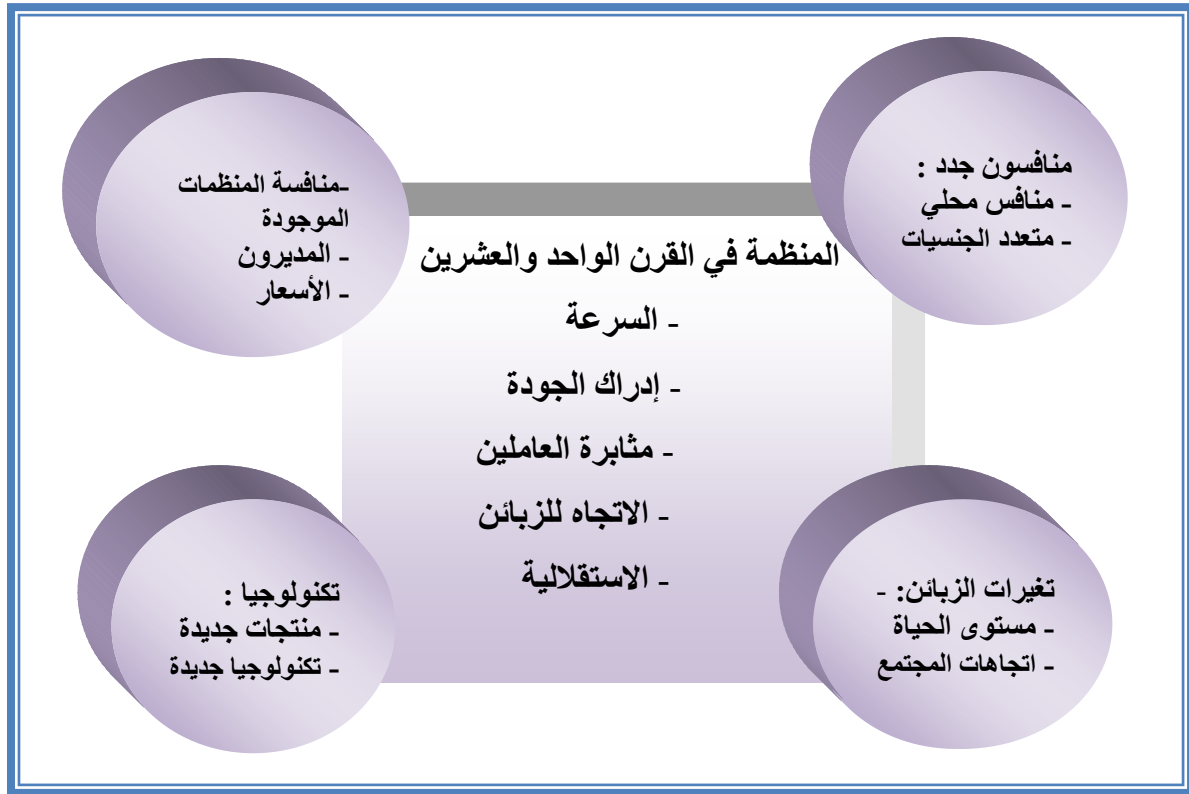 منافسون جدد :
- منافس محلي
- متعدد الجنسيات
-منافسة المنظمات
الموجودة
- المديرون
- الأسعار
المنظمة في القرن الواحد والعشرين
- السرعة
- إدراك الجودة
- مثابرة العاملين
- الاتجاه للزبائن
- الاستقلالية
تغيرات الزبائن: -
- مستوى الحياة
- اتجاهات المجتمع
تكنولوجيا :
- منتجات جديدة
- تكنولوجيا جديدة